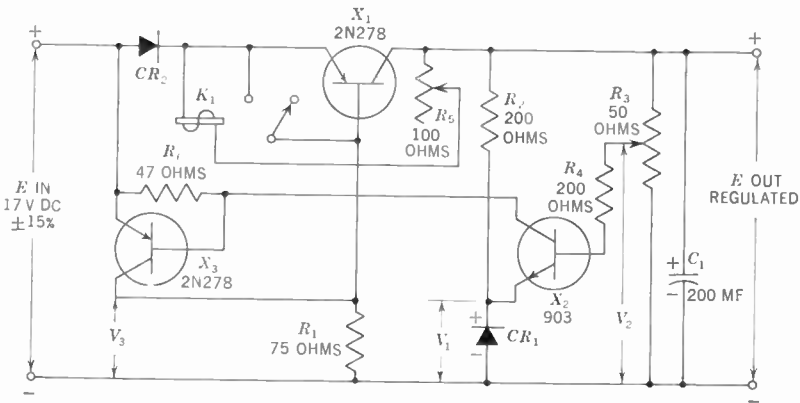 X1
2N278
+
+
CR2
K1
R5
100
OHMS
R2
200
OHMS
R3
50
OHMS
E IN
17 V DC
±15%
47 OHMS
R4
200
OHMS
E OUT
REGULATED
X3
2N278
X2
903
+
C1
-
200 MF
V3
R1
75 OHMS
V1
+
-
CR1
V2
-
-